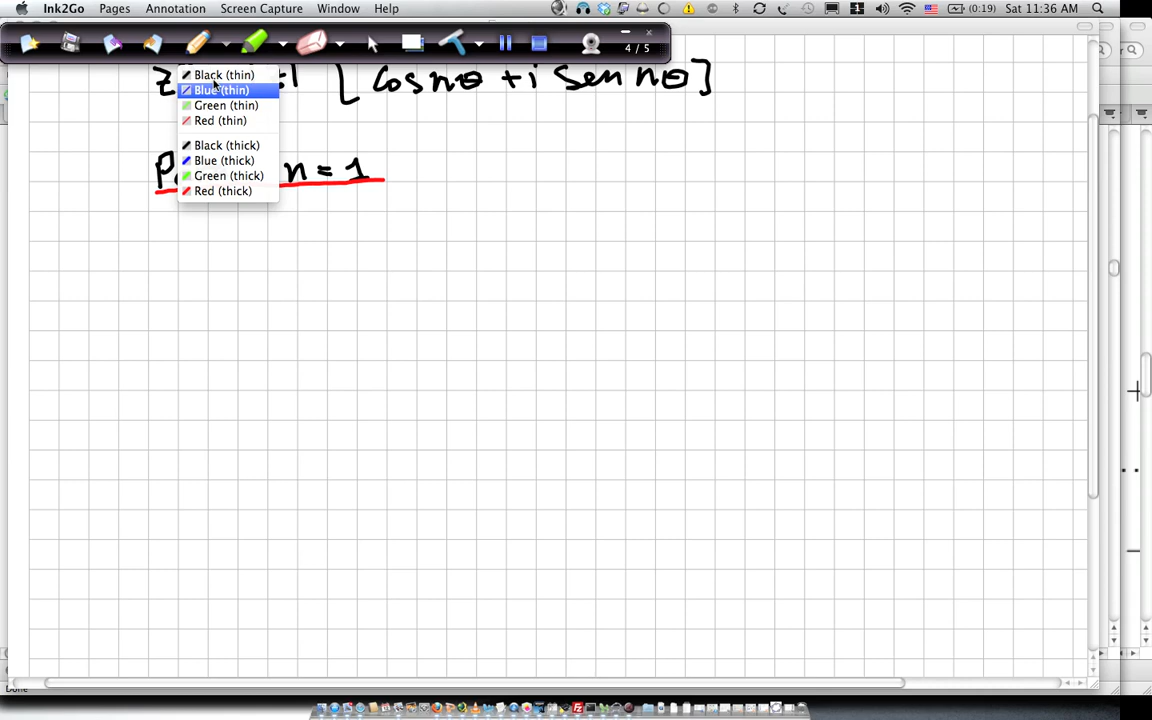 Ink2Go Pages Annotation Screen Capture Window Help (0:19) Sat 11:36 AM
4 / 5
[ cos nθ + i sen nθ ]
n = 1
Black (thin)
Blue (thin)
Green (thin)
Red (thin)
Black (thick)
Blue (thick)
Green (thick)
Red (thick)
Done